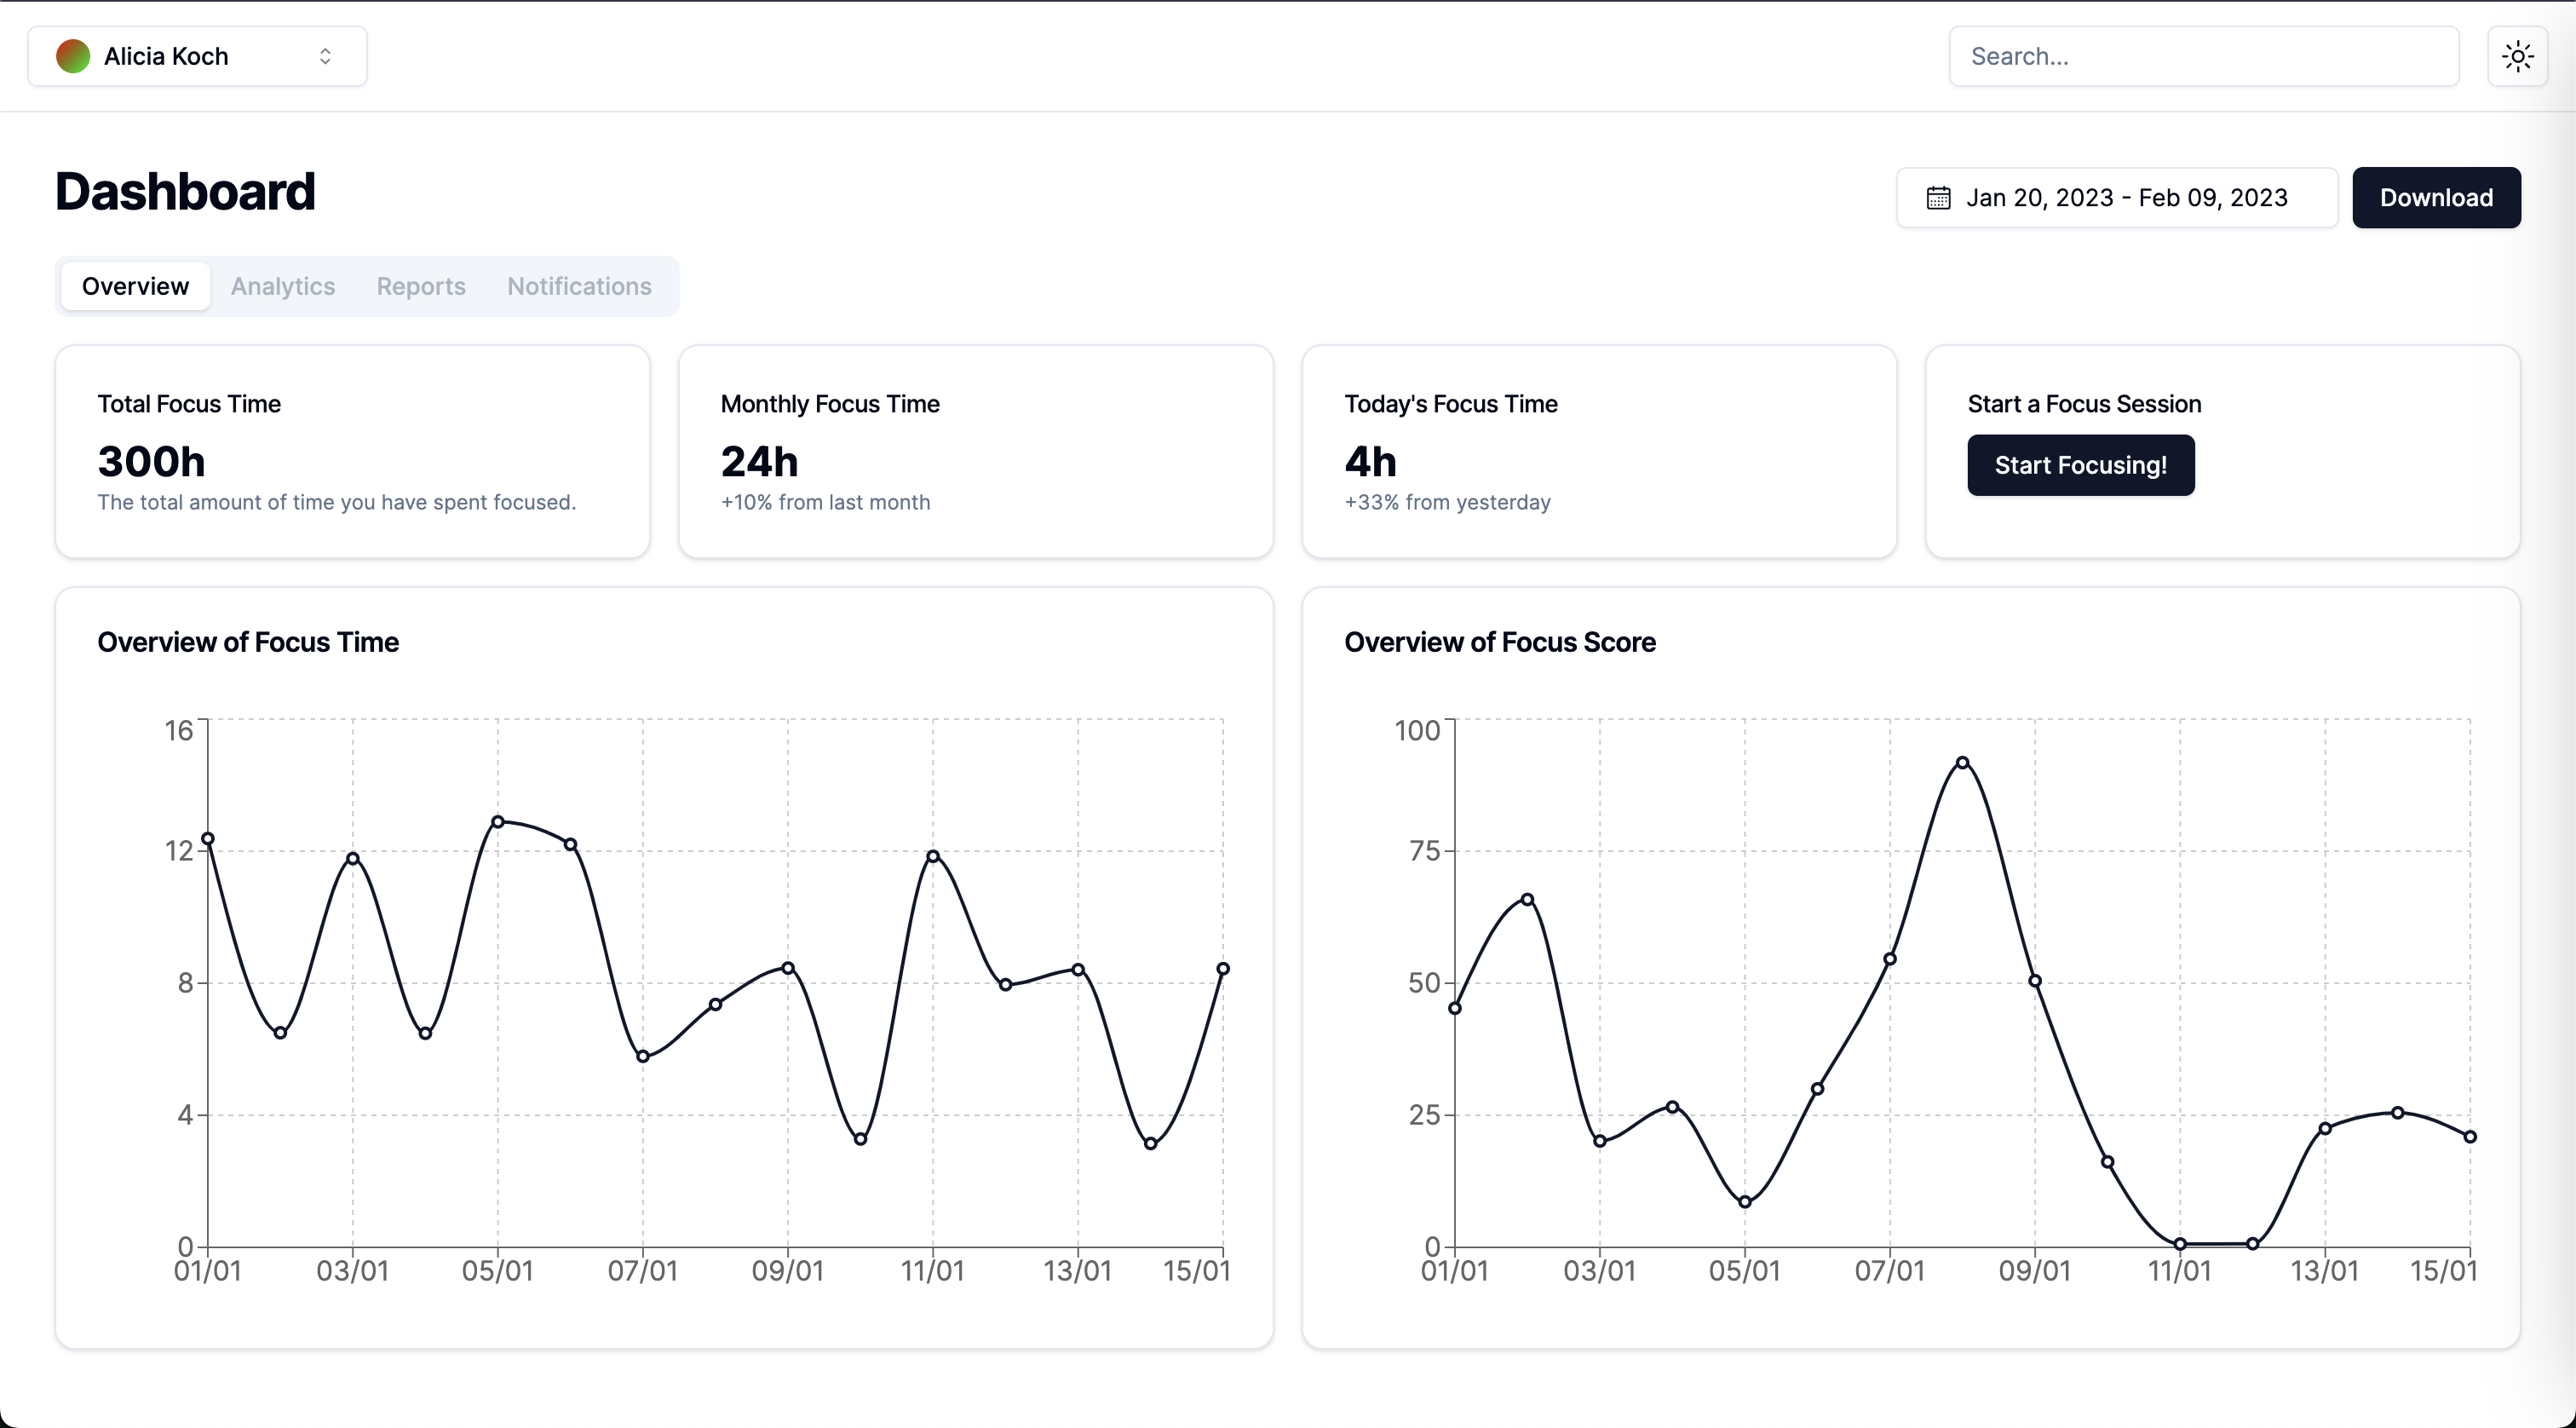 Alicia Koch
Search...
Dashboard
Jan 20, 2023 - Feb 09, 2023
Download
Overview Analytics Reports Notifications
Total Focus Time
300h
The total amount of time you have spent focused.
Monthly Focus Time
24h
+10% from last month
Today's Focus Time
4h
+33% from yesterday
Start a Focus Session
Start Focusing!
Overview of Focus Time
16
12
8
4
0
01/01 03/01 05/01 07/01 09/01 11/01 13/01 15/01
Overview of Focus Score
100
75
50
25
0
01/01 03/01 05/01 07/01 09/01 11/01 13/01 15/01